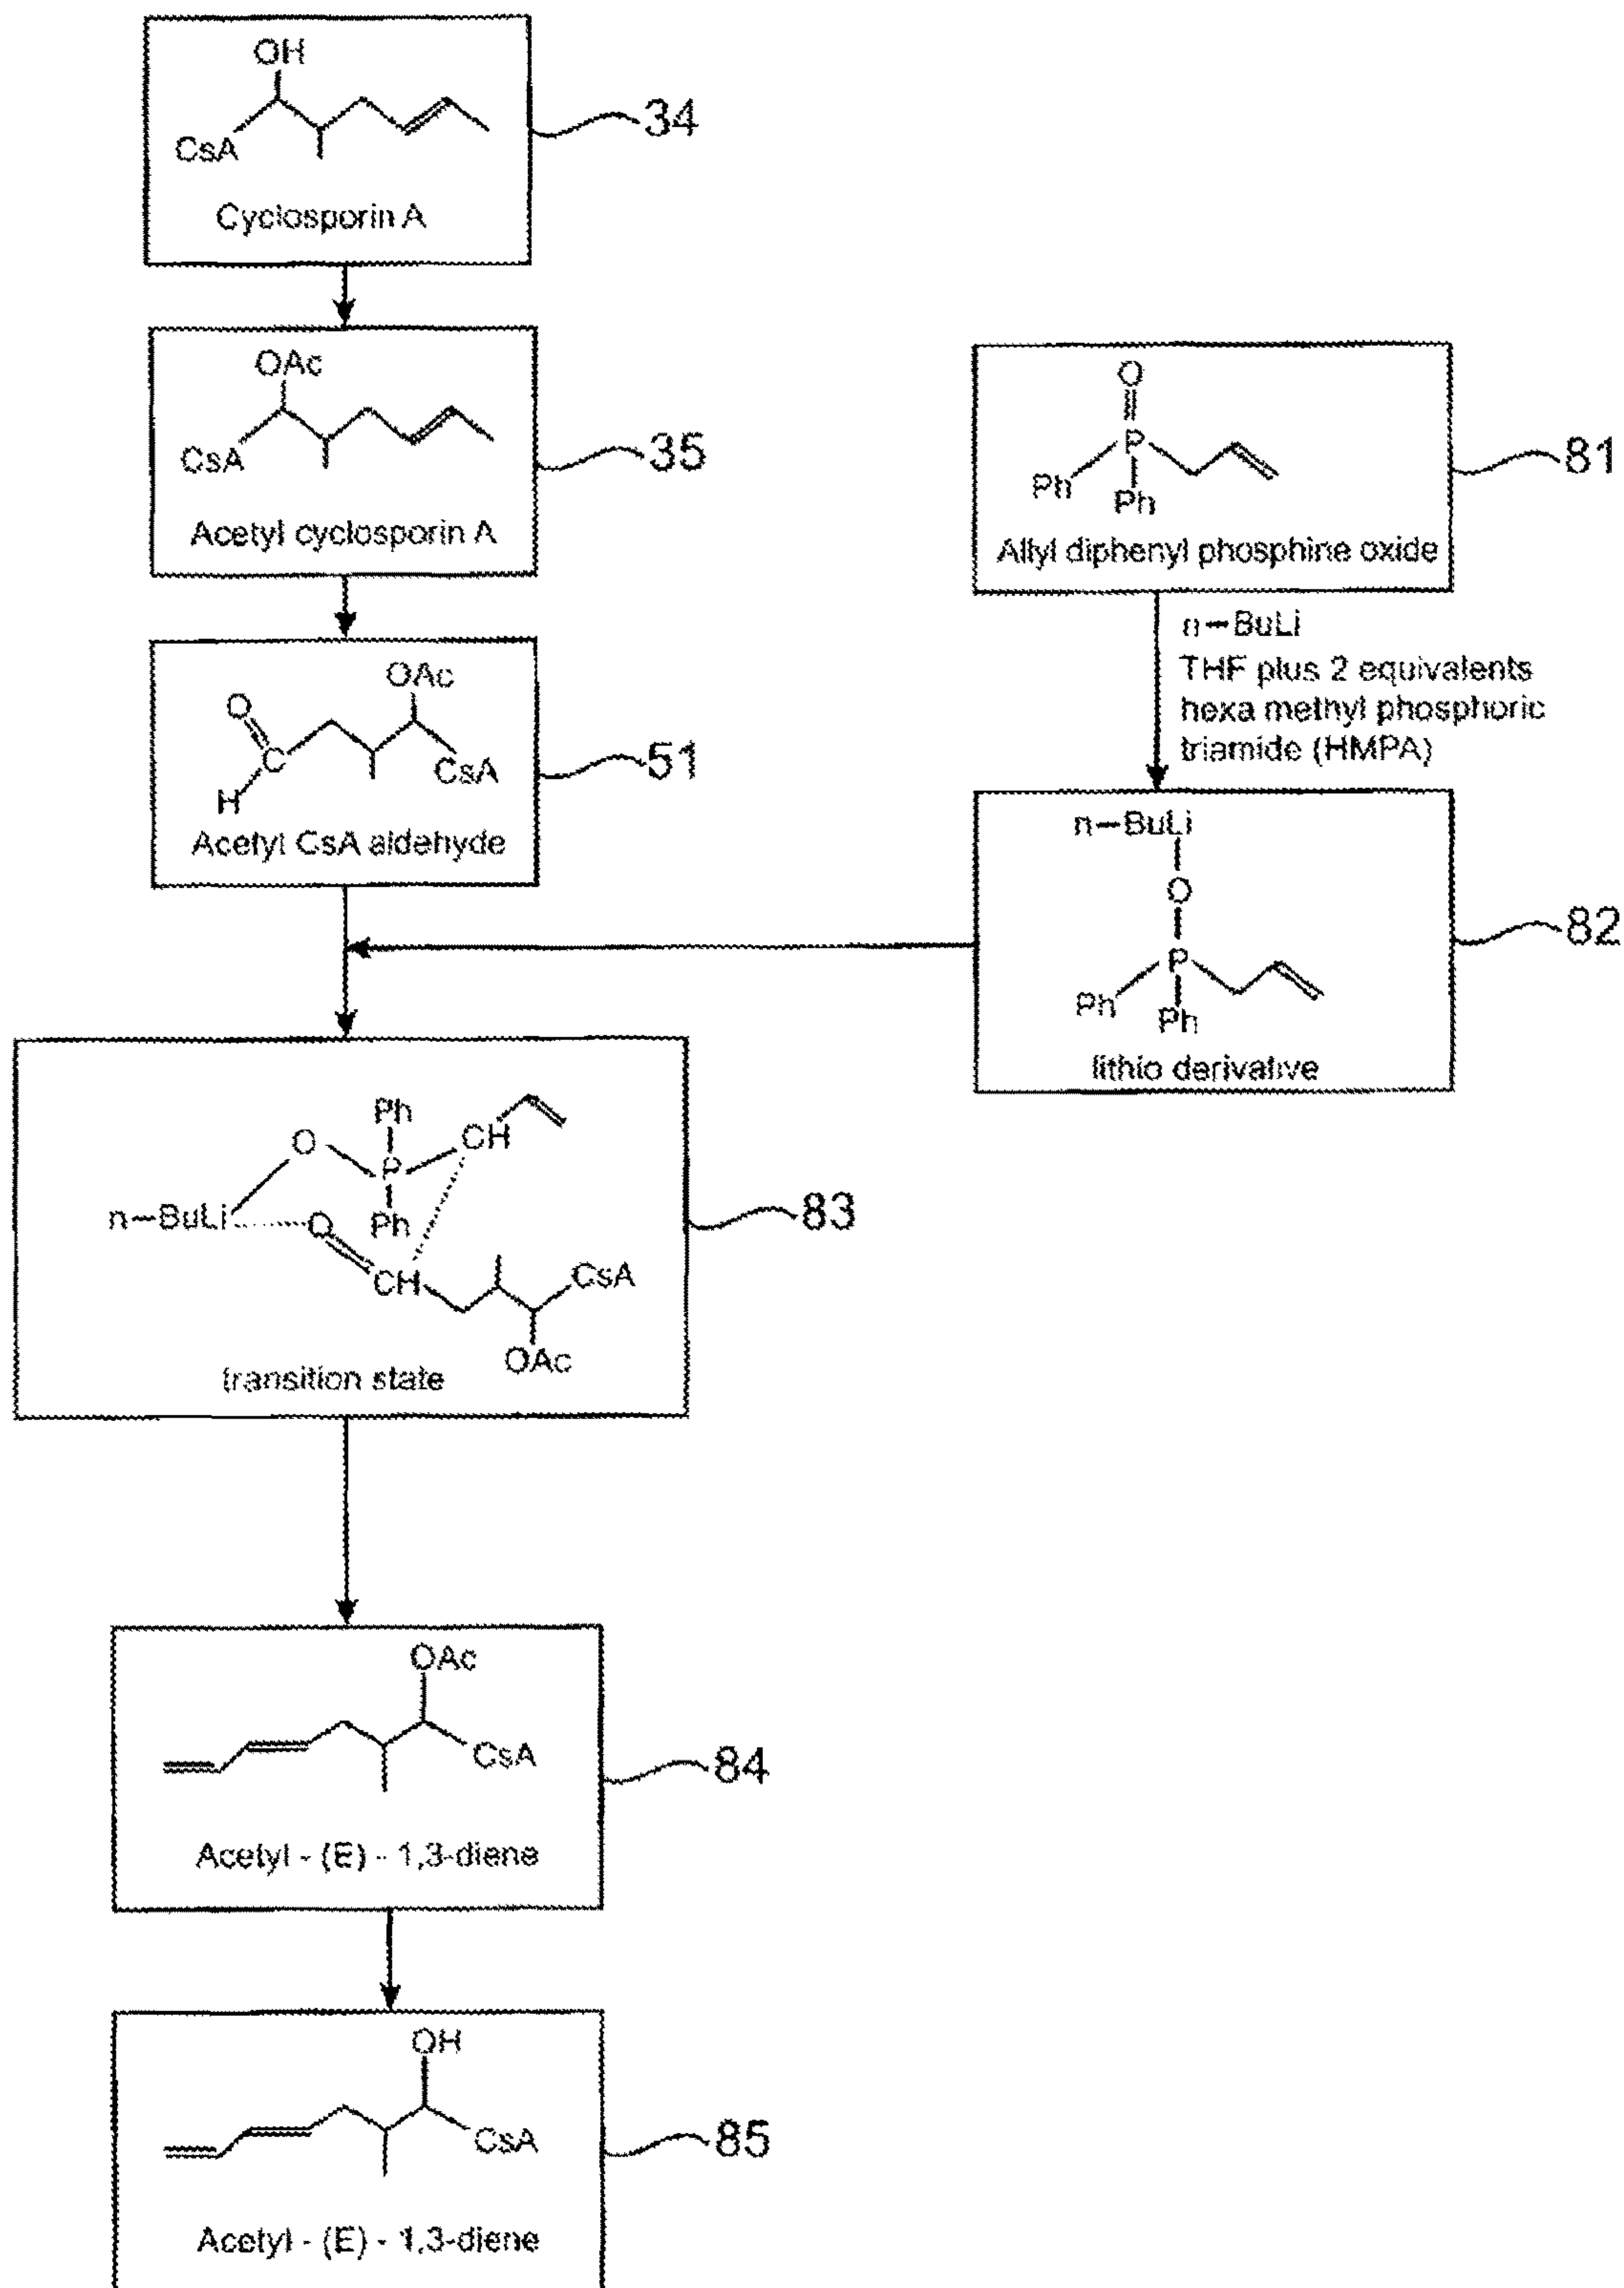 OH
CsA
Cyclosporin A
34
OAc
CsA
Acetyl cyclosporin A
35
O
P
Ph
Ph
Allyl diphenyl phosphine oxide
81
n-BuLi
THF plus 2 equivalents
hexa methyl phosphoric
triamide (HMPA)
OAc
O
C
CsA
H
Acetyl CsA aldehyde
51
n-BuLi
O
P
Ph
Ph
lithio derivative
82
Ph
O
CH
P
n-BuLi
O
Ph
CH
CsA
OAc
transition state
83
OAc
CsA
Acetyl - (E) - 1,3-diene
84
OH
CsA
Acetyl - (E) - 1,3-diene
85